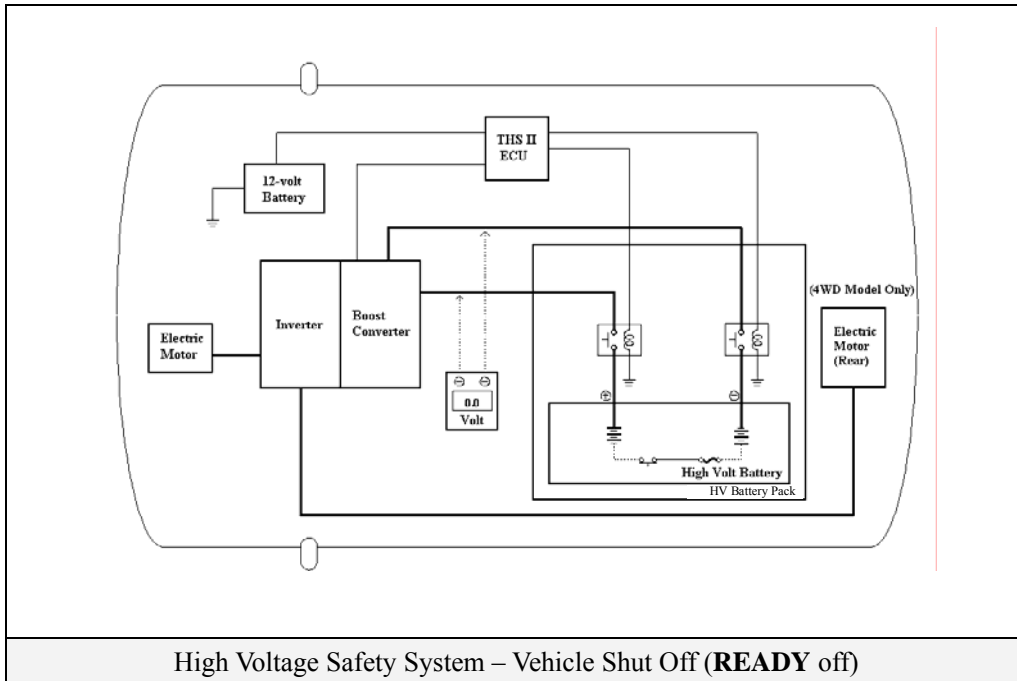 THS II
ECU
12-volt
Battery
(4WD Model Only)
Inverter
Boost
Converter
Electric
Motor
Electric
Motor
(Rear)
0.0
Volt
High Volt Battery
HV Battery Pack
High Voltage Safety System – Vehicle Shut Off (READY off)